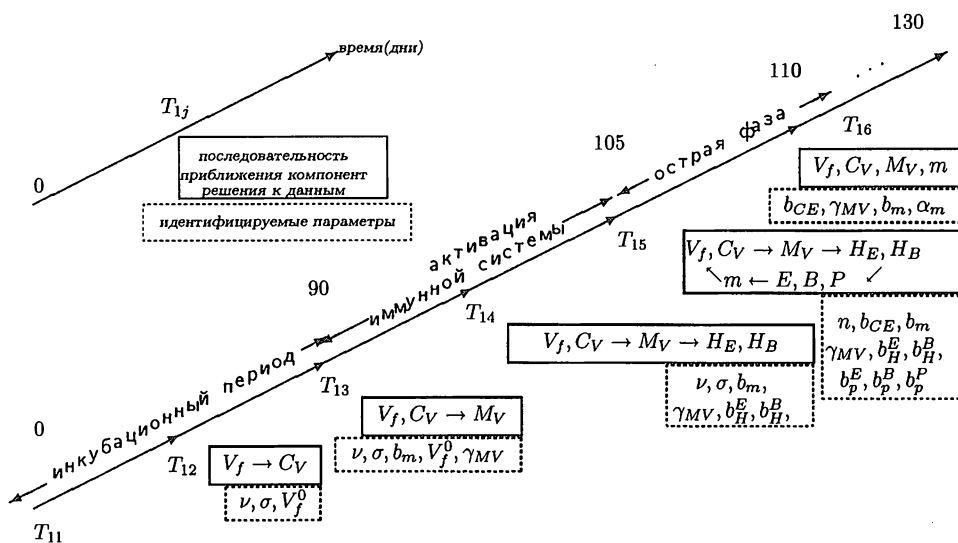 130
время(дни)
110
. . .
T_{1j}
105
острая фаза
T_{16}
0
последовательность
приближения компонент
решения к данным
V_f, C_V, M_V, m
идентифицируемые параметры
b_{CE}, γ_{MV}, b_m, α_m
активация
иммунной системы
T_{15}
V_f, C_V → M_V → H_E, H_B
↖ m ← E, B, P ↙
90
T_{14}
n, b_{CE}, b_m
γ_{MV}, b_H^E, b_H^B,
b_p^E, b_p^B, b_p^P
V_f, C_V → M_V → H_E, H_B
ν, σ, b_m,
γ_{MV}, b_H^E, b_H^B,
инкубационный период
T_{13}
0
V_f, C_V → M_V
ν, σ, b_m, V_f^0, γ_{MV}
T_{12}
V_f → C_V
ν, σ, V_f^0
T_{11}